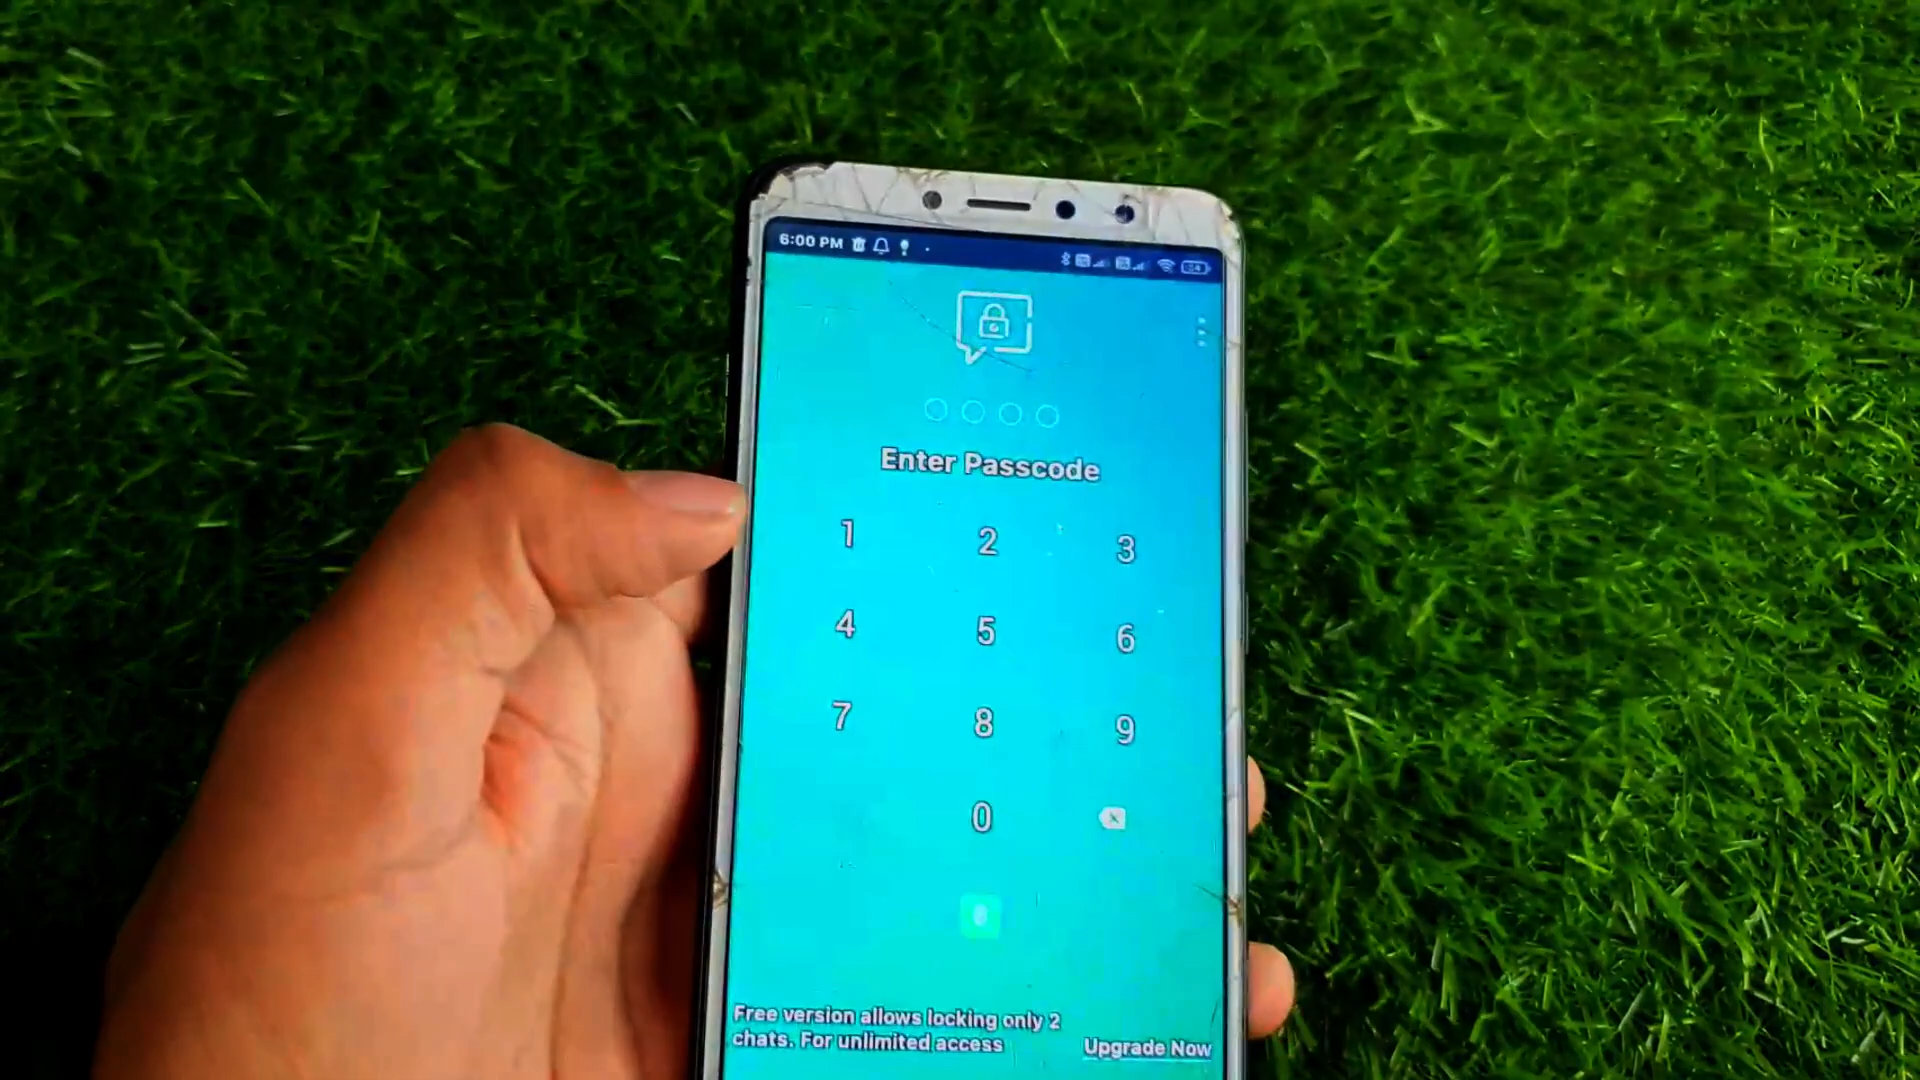 6:00 PM
Enter Passcode
1 2 3
4 5 6
7 8 9
0
Free version allows locking only 2
chats. For unlimited access
Upgrade Now